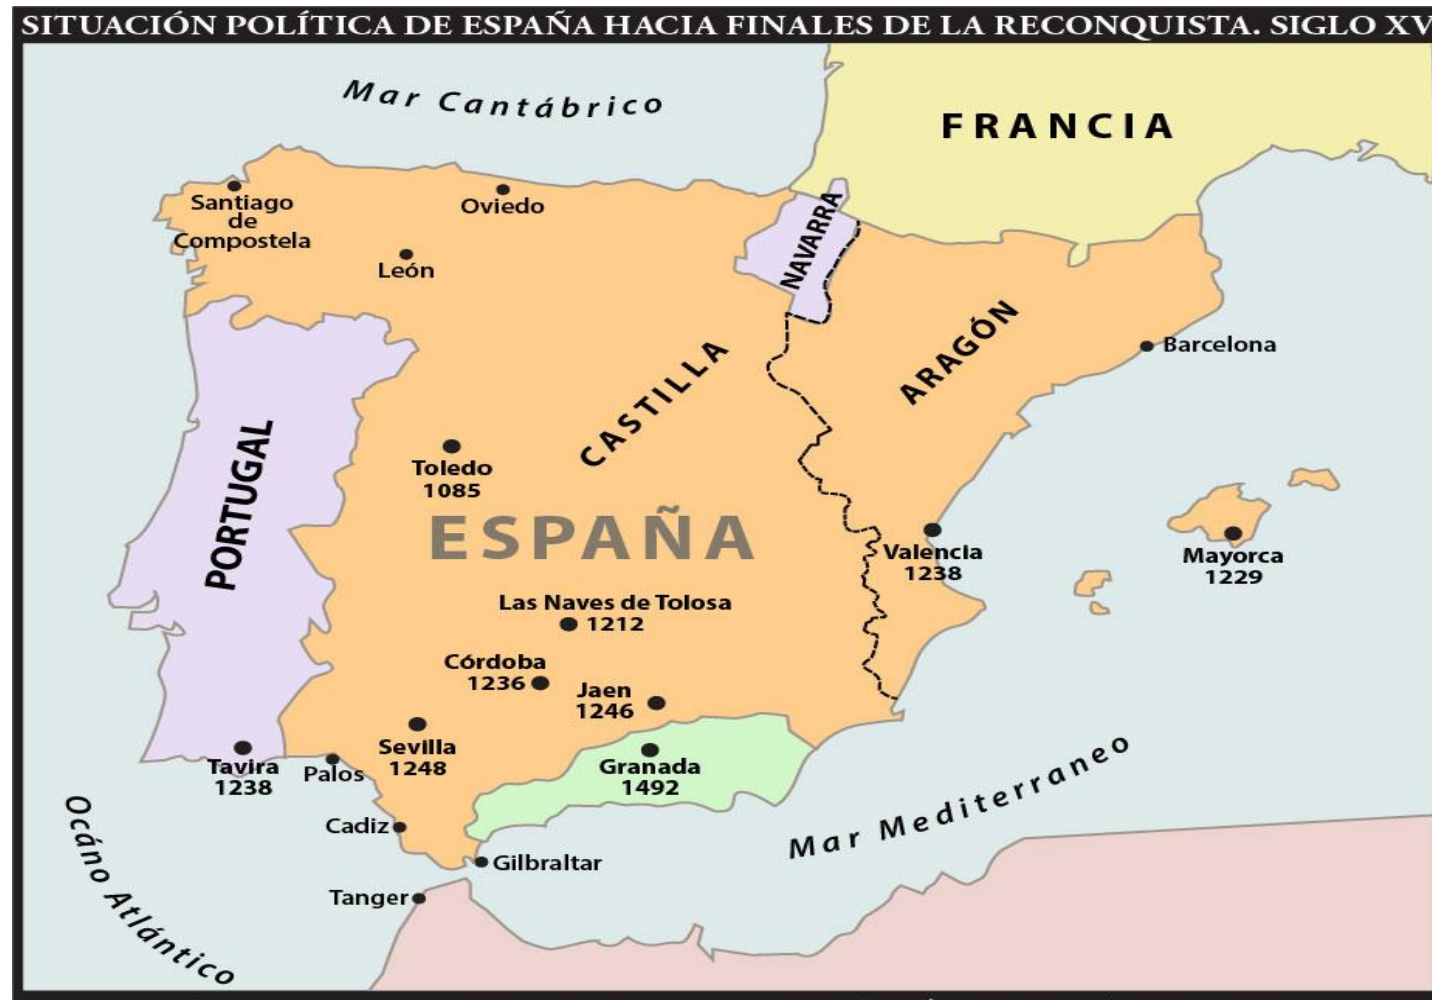 SITUACIÓN POLÍTICA DE ESPAÑA HACIA FINALES DE LA RECONQUISTA. SIGLO XV
Mar Cantábrico
FRANCIA
Santiago
de
Compostela
Oviedo
León
NAVARRA
ARAGÓN
Barcelona
CASTILLA
PORTUGAL
Toledo
1085
ESPAÑA
Valencia
1238
Mayorca
1229
Las Naves de Tolosa
1212
Córdoba
1236
Jaen
1246
Sevilla
1248
Tavira
1238
Palos
Granada
1492
Cadiz
Gilbraltar
Tanger
Mar Mediterraneo
Océno Atlántico